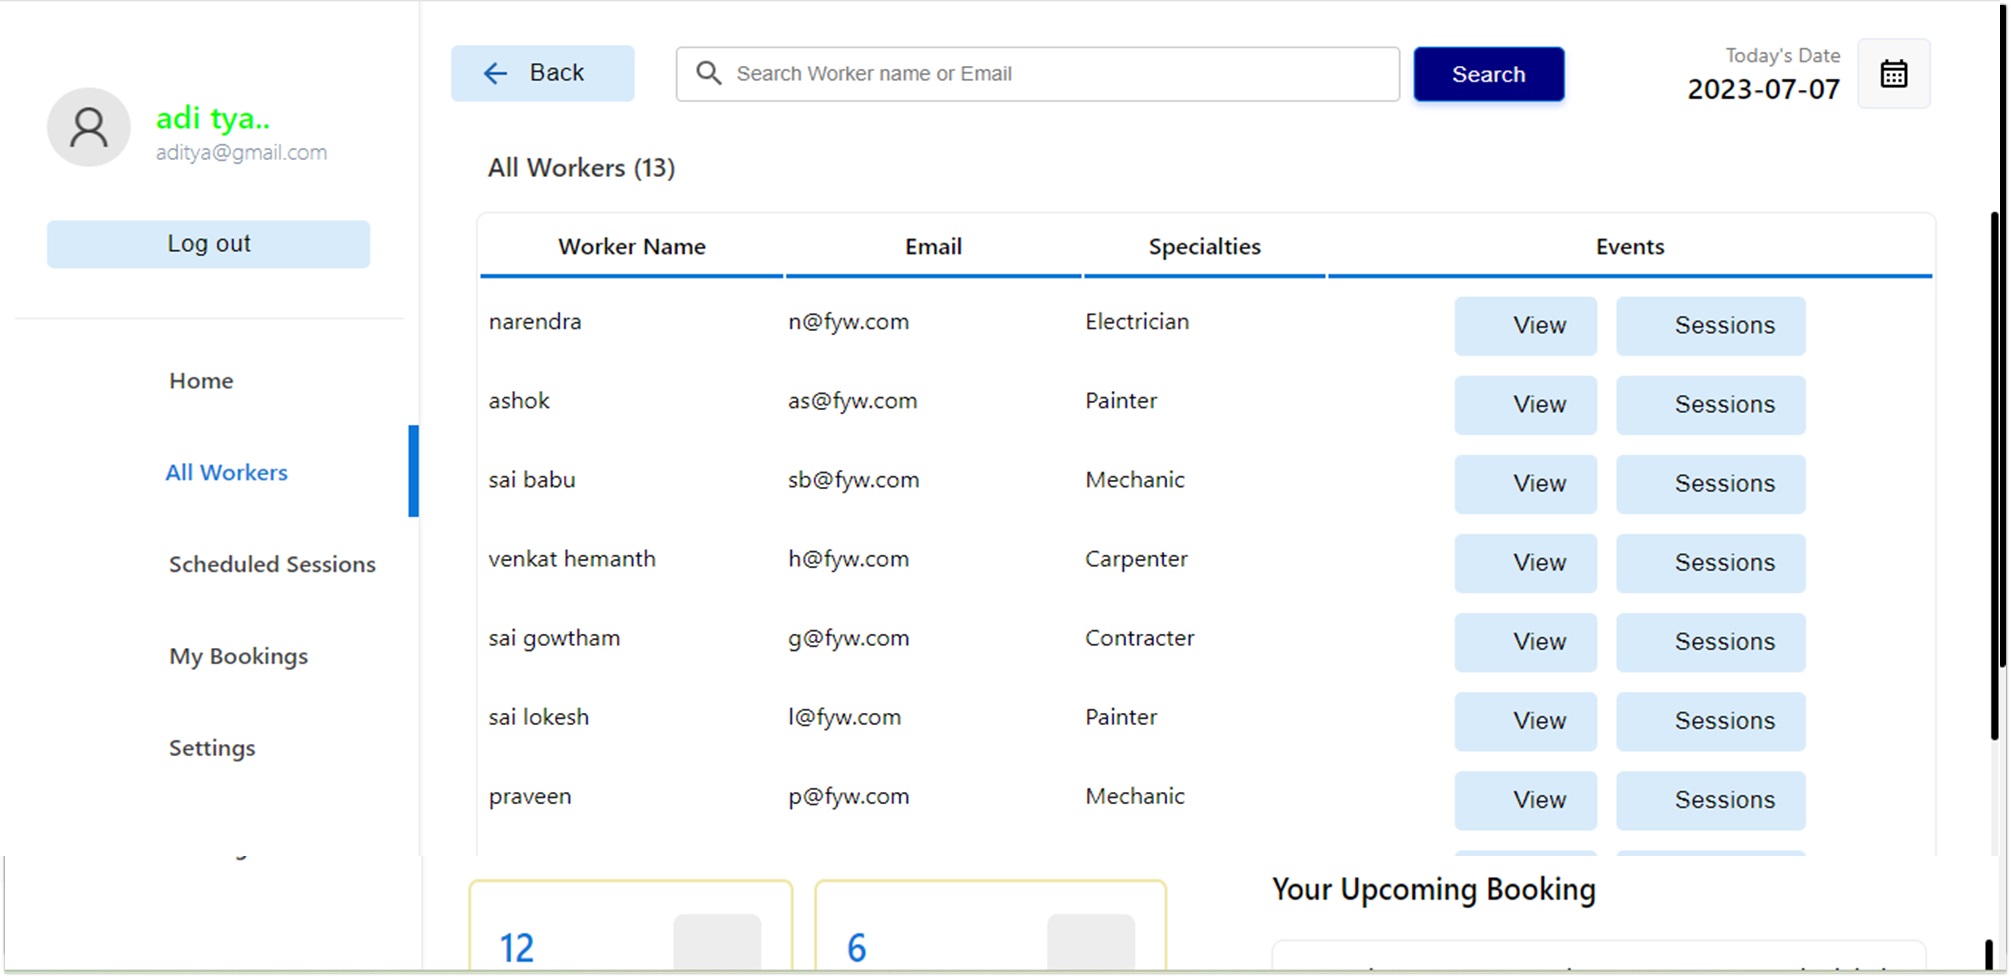 adi tya..
aditya@gmail.com
Log out
Home
All Workers
Scheduled Sessions
My Bookings
Settings
Back
Search Worker name or Email
Search
Today's Date
2023-07-07
All Workers (13)
Worker Name Email Specialties Events
narendra n@fyw.com Electrician View Sessions
ashok as@fyw.com Painter View Sessions
sai babu sb@fyw.com Mechanic View Sessions
venkat hemanth h@fyw.com Carpenter View Sessions
sai gowtham g@fyw.com Contracter View Sessions
sai lokesh l@fyw.com Painter View Sessions
praveen p@fyw.com Mechanic View Sessions
12
6
Your Upcoming Booking